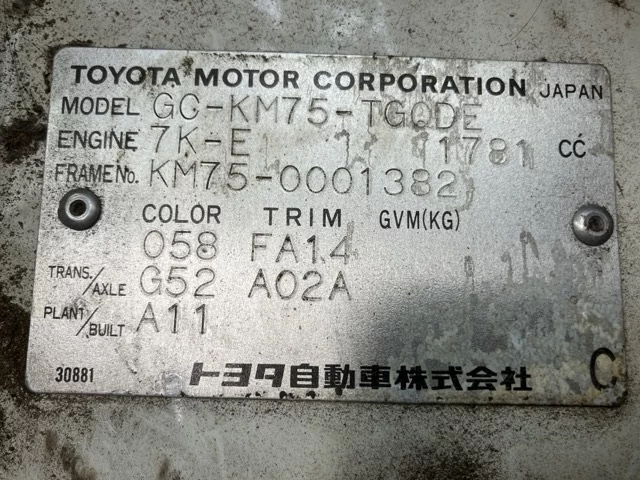 TOYOTA MOTOR CORPORATION JAPAN
MODEL GC-KM75-TGQDE
ENGINE 7K-E 1781 CC
FRAME No. KM75-0001382
COLOR TRIM GVM(KG)
058 FA14
TRANS./AXLE G52 A02A
PLANT/BUILT A11
30881 トヨタ自動車株式会社 C